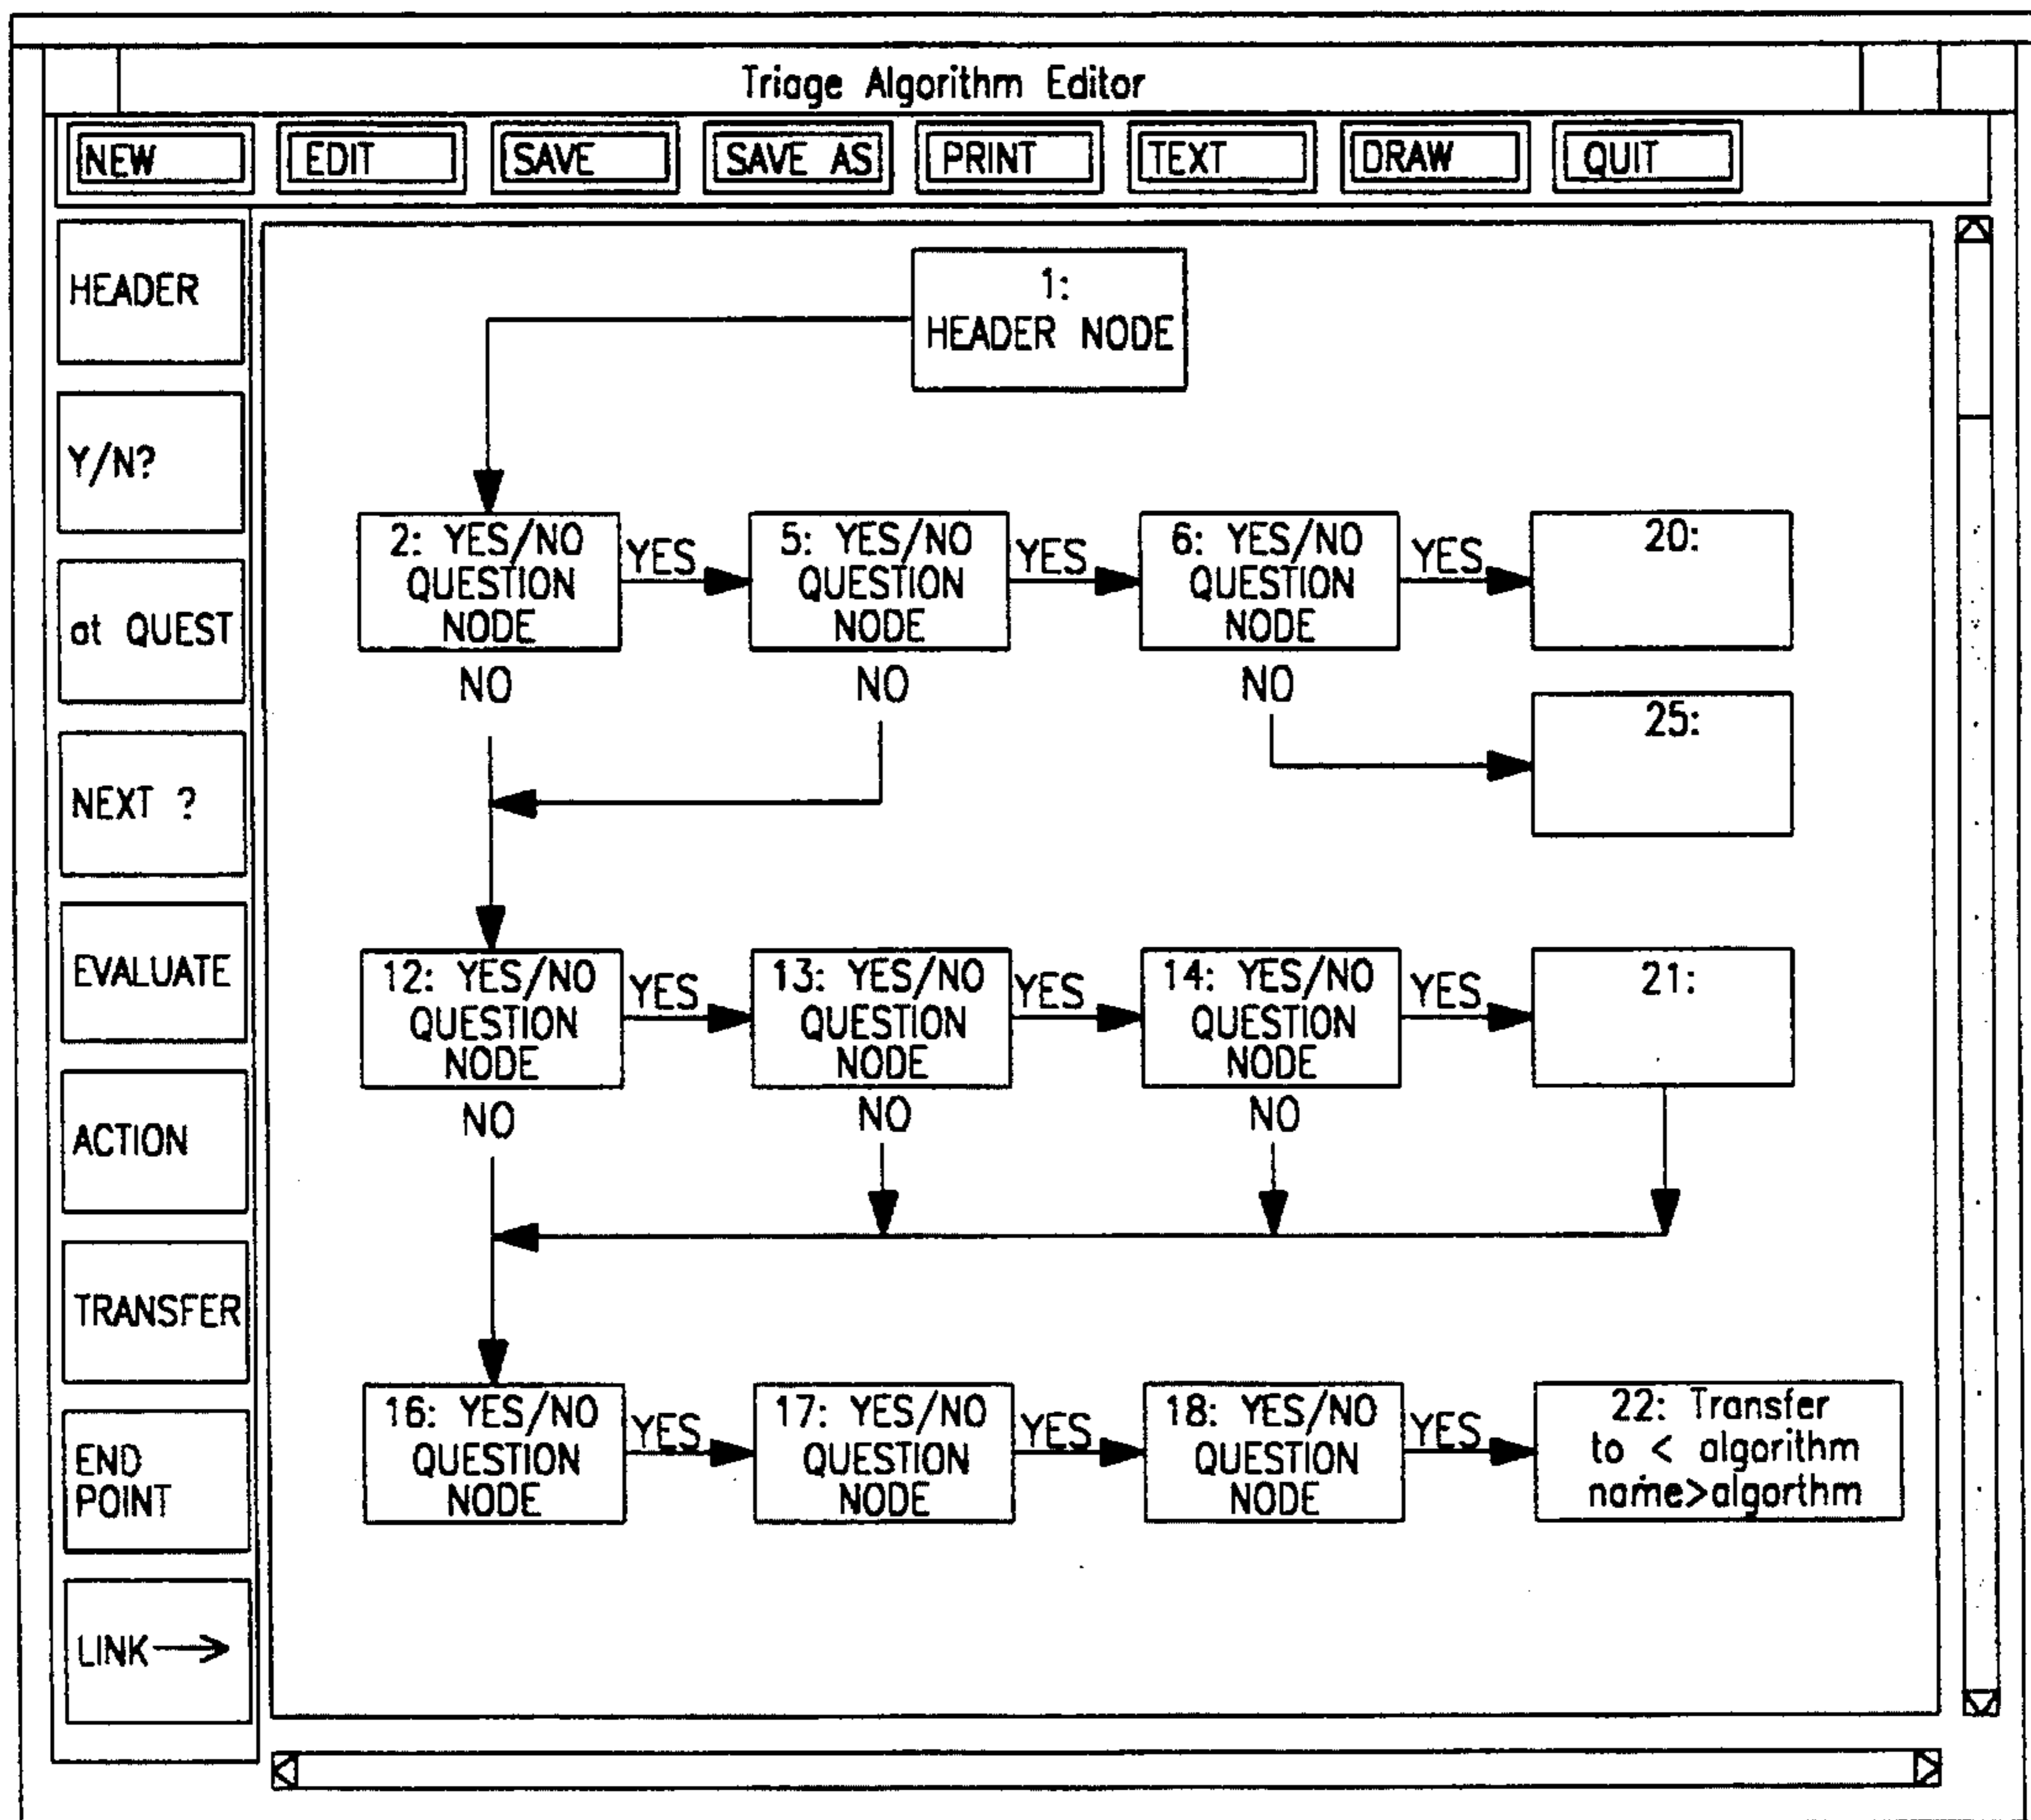 Triage Algorithm Editor
NEW EDIT SAVE SAVE AS PRINT TEXT DRAW QUIT
HEADER
Y/N?
at QUEST
NEXT ?
EVALUATE
ACTION
TRANSFER
END
POINT
LINK
1:
HEADER NODE
2: YES/NO
QUESTION
NODE
YES
5: YES/NO
QUESTION
NODE
YES
6: YES/NO
QUESTION
NODE
YES
20:
NO
NO
NO
25:
12: YES/NO
QUESTION
NODE
YES
13: YES/NO
QUESTION
NODE
YES
14: YES/NO
QUESTION
NODE
YES
21:
NO
NO
NO
16: YES/NO
QUESTION
NODE
YES
17: YES/NO
QUESTION
NODE
YES
18: YES/NO
QUESTION
NODE
YES
22: Transfer
to < algorithm
name>algorthm